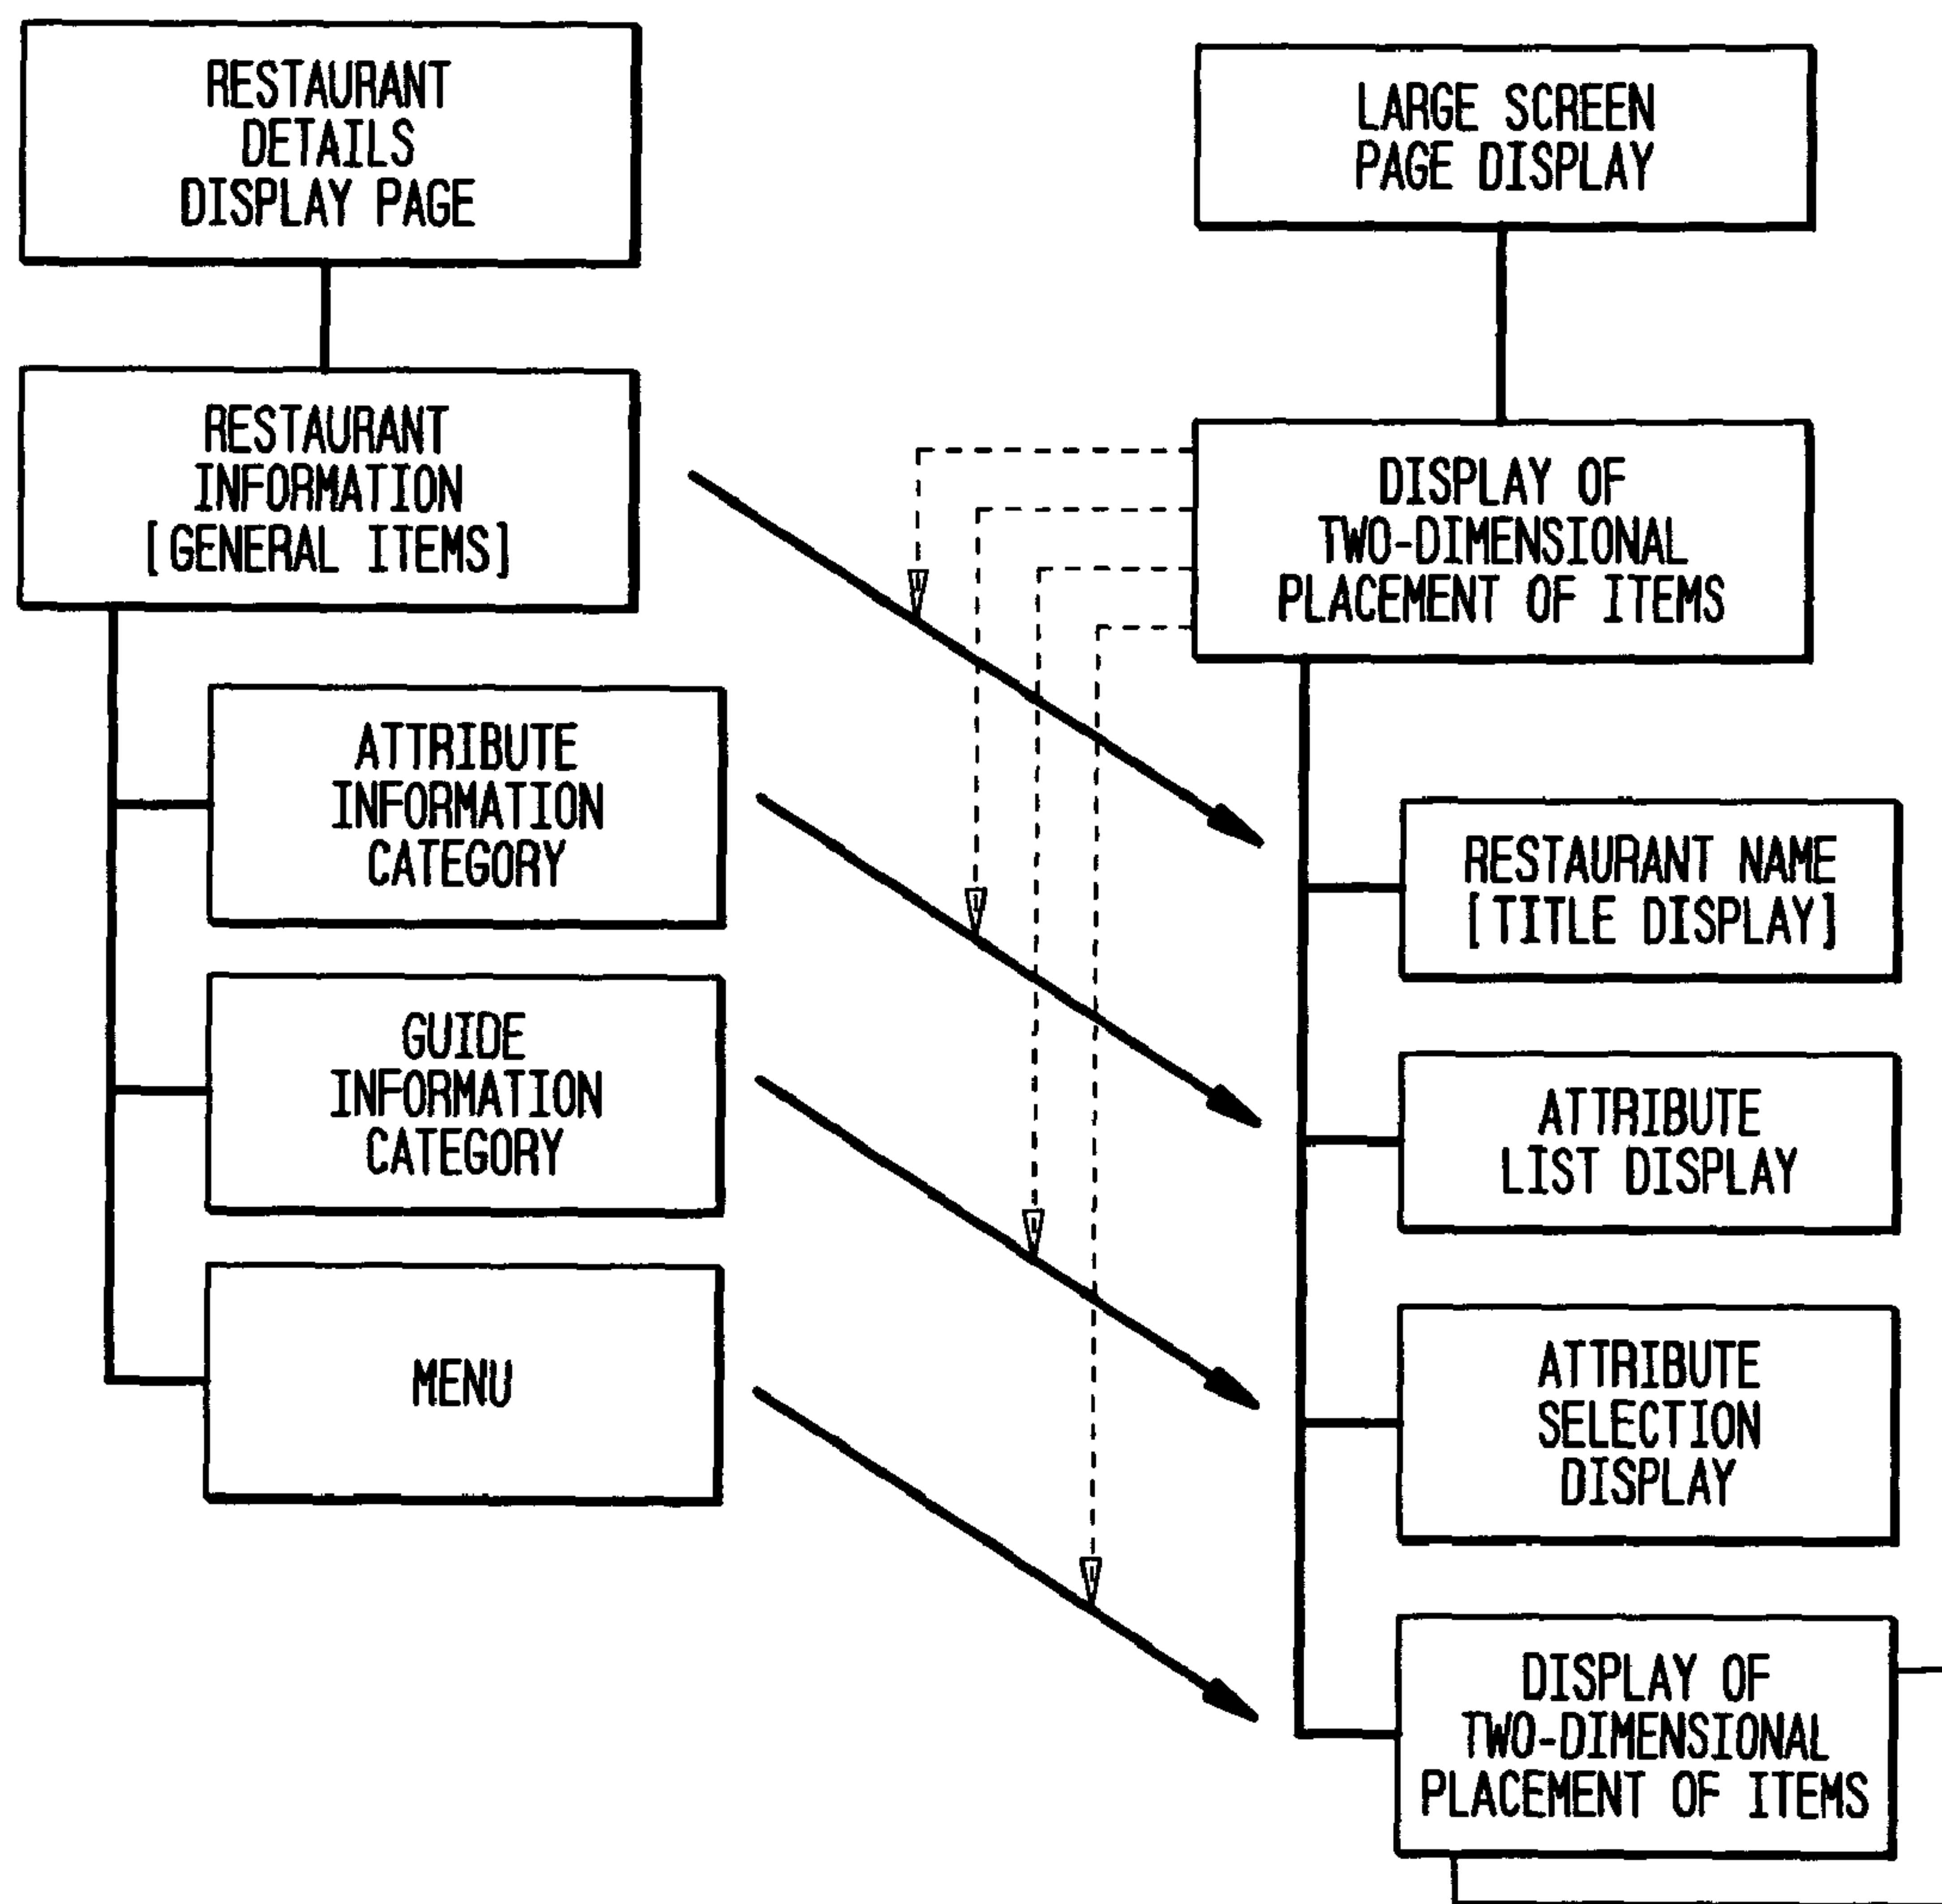 RESTAURANT
DETAILS
DISPLAY PAGE
RESTAURANT
INFORMATION
[GENERAL ITEMS]
ATTRIBUTE
INFORMATION
CATEGORY
GUIDE
INFORMATION
CATEGORY
MENU
LARGE SCREEN
PAGE DISPLAY
DISPLAY OF
TWO-DIMENSIONAL
PLACEMENT OF ITEMS
RESTAURANT NAME
[TITLE DISPLAY]
ATTRIBUTE
LIST DISPLAY
ATTRIBUTE
SELECTION
DISPLAY
DISPLAY OF
TWO-DIMENSIONAL
PLACEMENT OF ITEMS